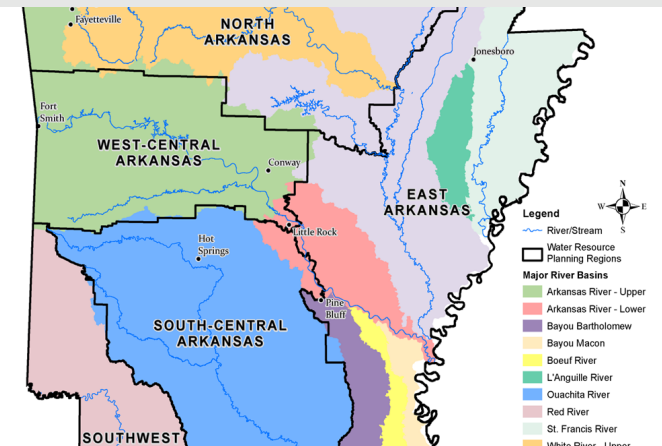 Fayetteville
NORTH
ARKANSAS
Jonesboro
Fort
Smith
WEST-CENTRAL
ARKANSAS
Conway
EAST
ARKANSAS
N
W
E
S
Little Rock
Hot
Springs
Pine
Bluff
SOUTH-CENTRAL
ARKANSAS
SOUTHWEST
Legend
River/Stream
Water Resource
Planning Regions
Major River Basins
Arkansas River - Upper
Arkansas River - Lower
Bayou Bartholomew
Bayou Macon
Boeuf River
L'Anguille River
Ouachita River
Red River
St. Francis River
White River - Upper